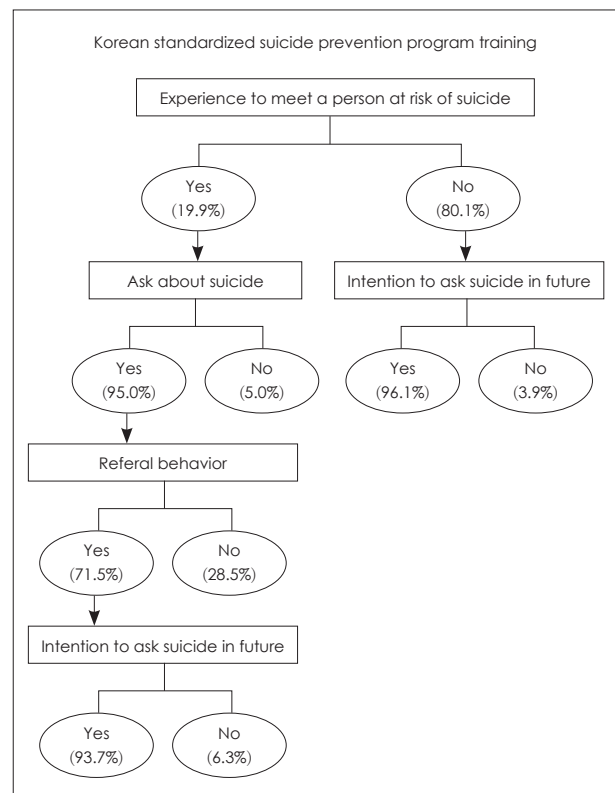 Korean standardized suicide prevention program training
Experience to meet a person at risk of suicide
Yes
(19.9%)
No
(80.1%)
Ask about suicide
Intention to ask suicide in future
Yes
(95.0%)
No
(5.0%)
Yes
(96.1%)
No
(3.9%)
Referal behavior
Yes
(71.5%)
No
(28.5%)
Intention to ask suicide in future
Yes
(93.7%)
No
(6.3%)